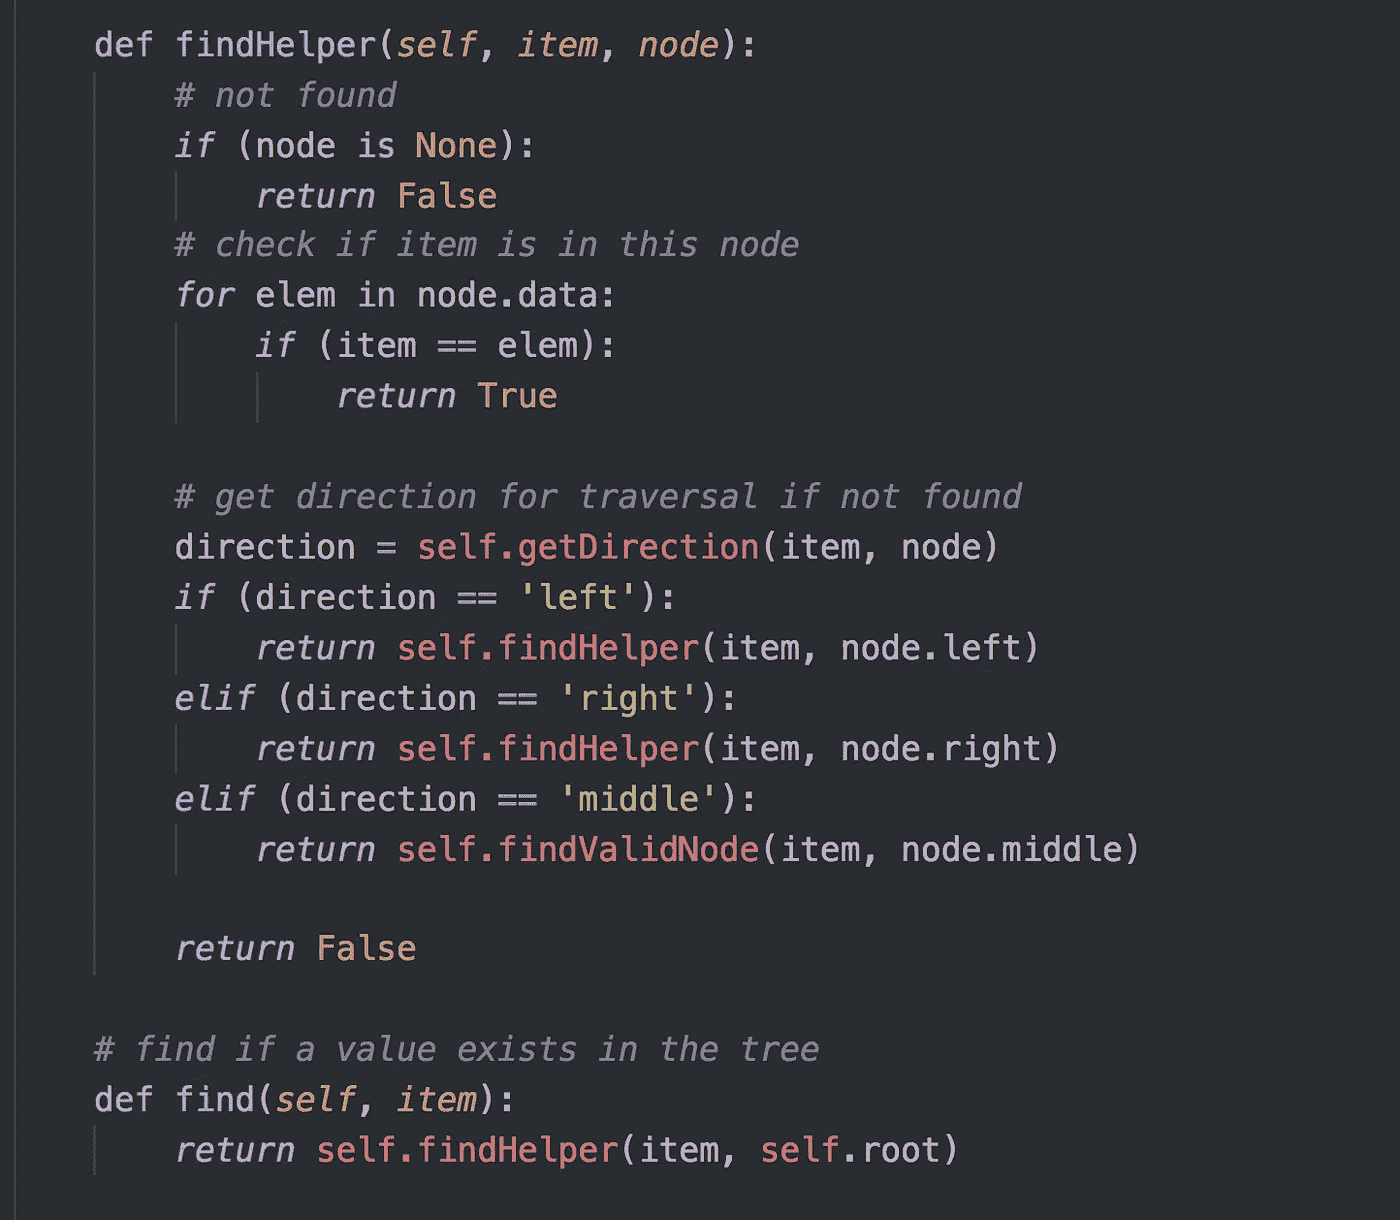 def findHelper(self, item, node):
# not found
if (node is None):
return False
# check if item is in this node
for elem in node.data:
if (item == elem):
return True
# get direction for traversal if not found
direction = self.getDirection(item, node)
if (direction == 'left'):
return self.findHelper(item, node.left)
elif (direction == 'right'):
return self.findHelper(item, node.right)
elif (direction == 'middle'):
return self.findValidNode(item, node.middle)
return False
# find if a value exists in the tree
def find(self, item):
return self.findHelper(item, self.root)